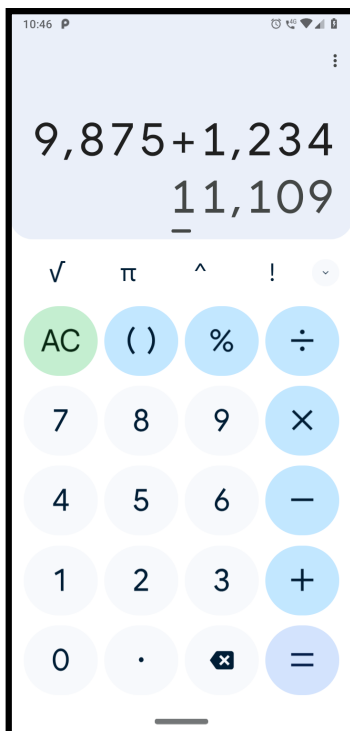 10:46 P 4G
9,875+1,234
11,109
√ π ^ !
AC ( ) % ÷
7 8 9 ×
4 5 6 −
1 2 3 +
0 . =